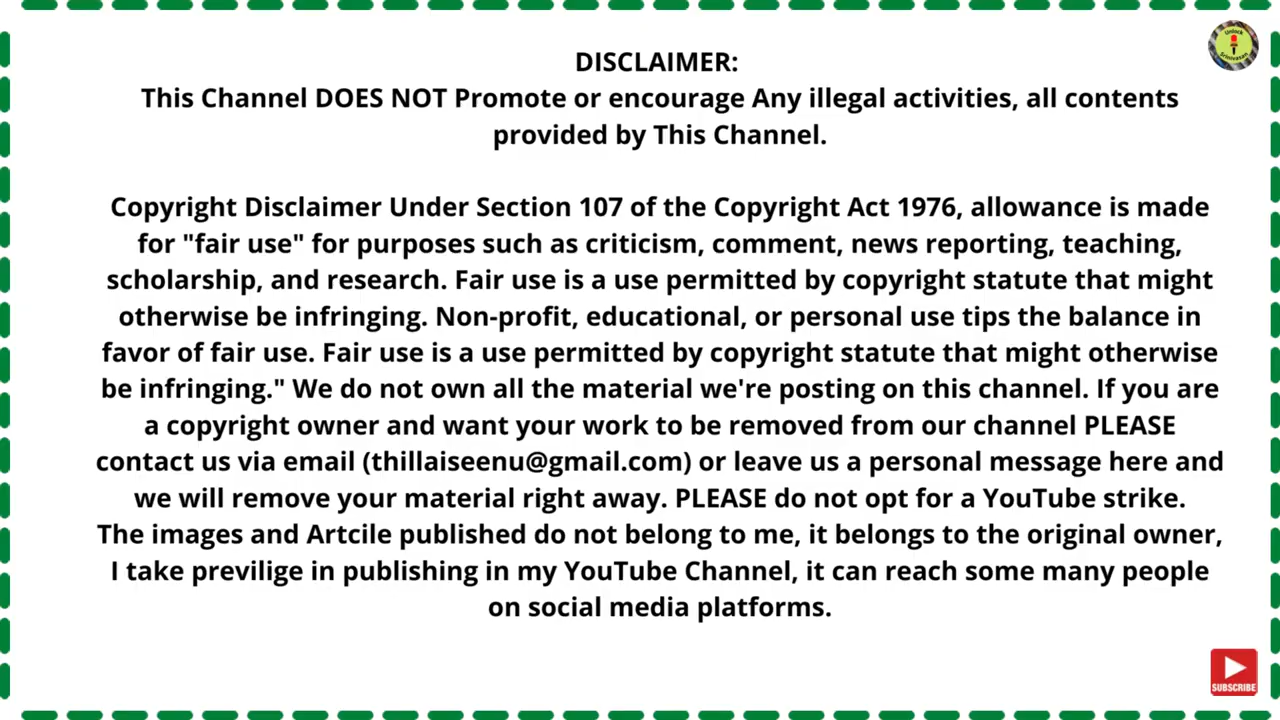 Unlock
Srinivasan
DISCLAIMER:
This Channel DOES NOT Promote or encourage Any illegal activities, all contents
provided by This Channel.
Copyright Disclaimer Under Section 107 of the Copyright Act 1976, allowance is made
for "fair use" for purposes such as criticism, comment, news reporting, teaching,
scholarship, and research. Fair use is a use permitted by copyright statute that might
otherwise be infringing. Non-profit, educational, or personal use tips the balance in
favor of fair use. Fair use is a use permitted by copyright statute that might otherwise
be infringing." We do not own all the material we're posting on this channel. If you are
a copyright owner and want your work to be removed from our channel PLEASE
contact us via email (thillaiseenu@gmail.com) or leave us a personal message here and
we will remove your material right away. PLEASE do not opt for a YouTube strike.
The images and Artcile published do not belong to me, it belongs to the original owner,
I take previlige in publishing in my YouTube Channel, it can reach some many people
on social media platforms.
SUBSCRIBE